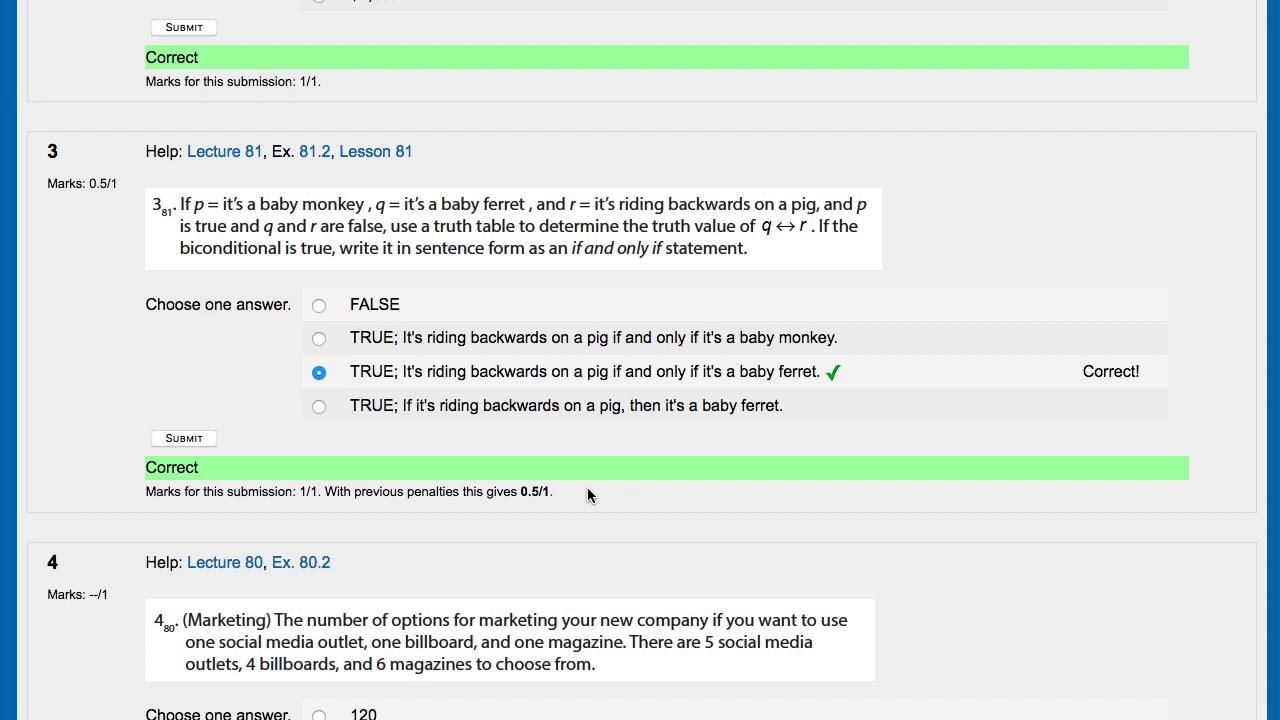 SUBMIT
Correct
Marks for this submission: 1/1.
3
Help: Lecture 81, Ex. 81.2, Lesson 81
Marks: 0.5/1
3₈₁. If p = it's a baby monkey , q = it's a baby ferret , and r = it's riding backwards on a pig, and p
is true and q and r are false, use a truth table to determine the truth value of q ↔ r . If the
biconditional is true, write it in sentence form as an if and only if statement.
Choose one answer.
FALSE
TRUE; It's riding backwards on a pig if and only if it's a baby monkey.
TRUE; It's riding backwards on a pig if and only if it's a baby ferret. ✓ Correct!
TRUE; If it's riding backwards on a pig, then it's a baby ferret.
SUBMIT
Correct
Marks for this submission: 1/1. With previous penalties this gives 0.5/1.
4
Help: Lecture 80, Ex. 80.2
Marks: --/1
4₈₀. (Marketing) The number of options for marketing your new company if you want to use
one social media outlet, one billboard, and one magazine. There are 5 social media
outlets, 4 billboards, and 6 magazines to choose from.
Choose one answer.
120